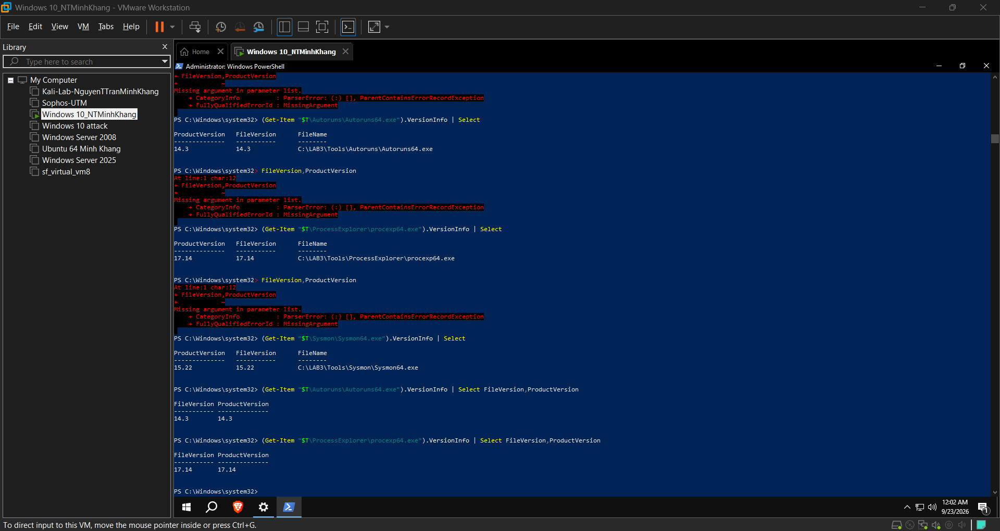 Windows 10_NTMinhKhang - VMware Workstation
File Edit View VM Tabs Help
Library
Type here to search
My Computer
Kali-Lab-NguyenTTranMinhKhang
Sophos-UTM
Windows 10_NTMinhKhang
Windows 10 attack
Windows Server 2008
Ubuntu 64 Minh Khang
Windows Server 2025
sf_virtual_vm8
Home
Windows 10_NTMinhKhang
Administrator: Windows PowerShell
+ FileVersion,ProductVersion
+            ~
Missing argument in parameter list.
    + CategoryInfo          : ParserError: (:) [], ParentContainsErrorRecordException
    + FullyQualifiedErrorId : MissingArgument
PS C:\Windows\system32> (Get-Item "$T\Autoruns\Autoruns64.exe").VersionInfo | Select
ProductVersion   FileVersion      FileName
--------------   -----------      --------
14.3             14.3             C:\LAB3\Tools\Autoruns\Autoruns64.exe
PS C:\Windows\system32> FileVersion,ProductVersion
At line:1 char:12
+ FileVersion,ProductVersion
+            ~
Missing argument in parameter list.
    + CategoryInfo          : ParserError: (:) [], ParentContainsErrorRecordException
    + FullyQualifiedErrorId : MissingArgument
PS C:\Windows\system32> (Get-Item "$T\ProcessExplorer\procexp64.exe").VersionInfo | Select
ProductVersion   FileVersion      FileName
--------------   -----------      --------
17.14            17.14            C:\LAB3\Tools\ProcessExplorer\procexp64.exe
PS C:\Windows\system32> FileVersion,ProductVersion
At line:1 char:12
+ FileVersion,ProductVersion
+            ~
Missing argument in parameter list.
    + CategoryInfo          : ParserError: (:) [], ParentContainsErrorRecordException
    + FullyQualifiedErrorId : MissingArgument
PS C:\Windows\system32> (Get-Item "$T\Sysmon\Sysmon64.exe").VersionInfo | Select
ProductVersion   FileVersion      FileName
--------------   -----------      --------
15.22            15.22            C:\LAB3\Tools\Sysmon\Sysmon64.exe
PS C:\Windows\system32> (Get-Item "$T\Autoruns\Autoruns64.exe").VersionInfo | Select FileVersion,ProductVersion
FileVersion ProductVersion
----------- --------------
14.3        14.3
PS C:\Windows\system32> (Get-Item "$T\ProcessExplorer\procexp64.exe").VersionInfo | Select FileVersion,ProductVersion
FileVersion ProductVersion
----------- --------------
17.14       17.14
PS C:\Windows\system32>
12:02 AM
9/23/2026
1
To direct input to this VM, move the mouse pointer inside or press Ctrl+G.